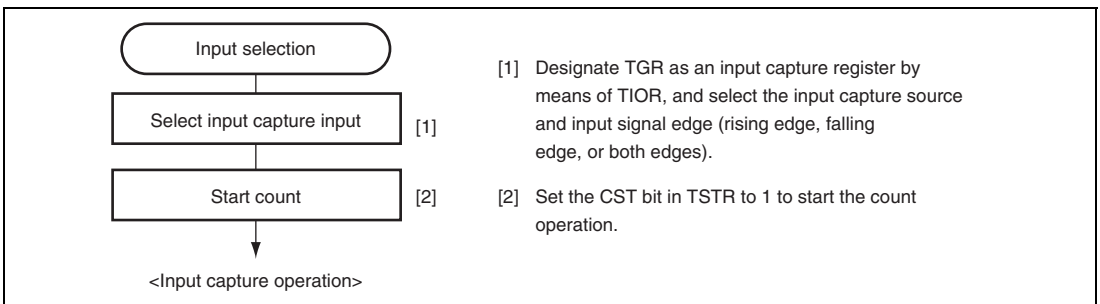 Input selection
Select input capture input
[1]
Start count
[2]
<Input capture operation>
[1] Designate TGR as an input capture register by
means of TIOR, and select the input capture source
and input signal edge (rising edge, falling
edge, or both edges).
[2] Set the CST bit in TSTR to 1 to start the count
operation.